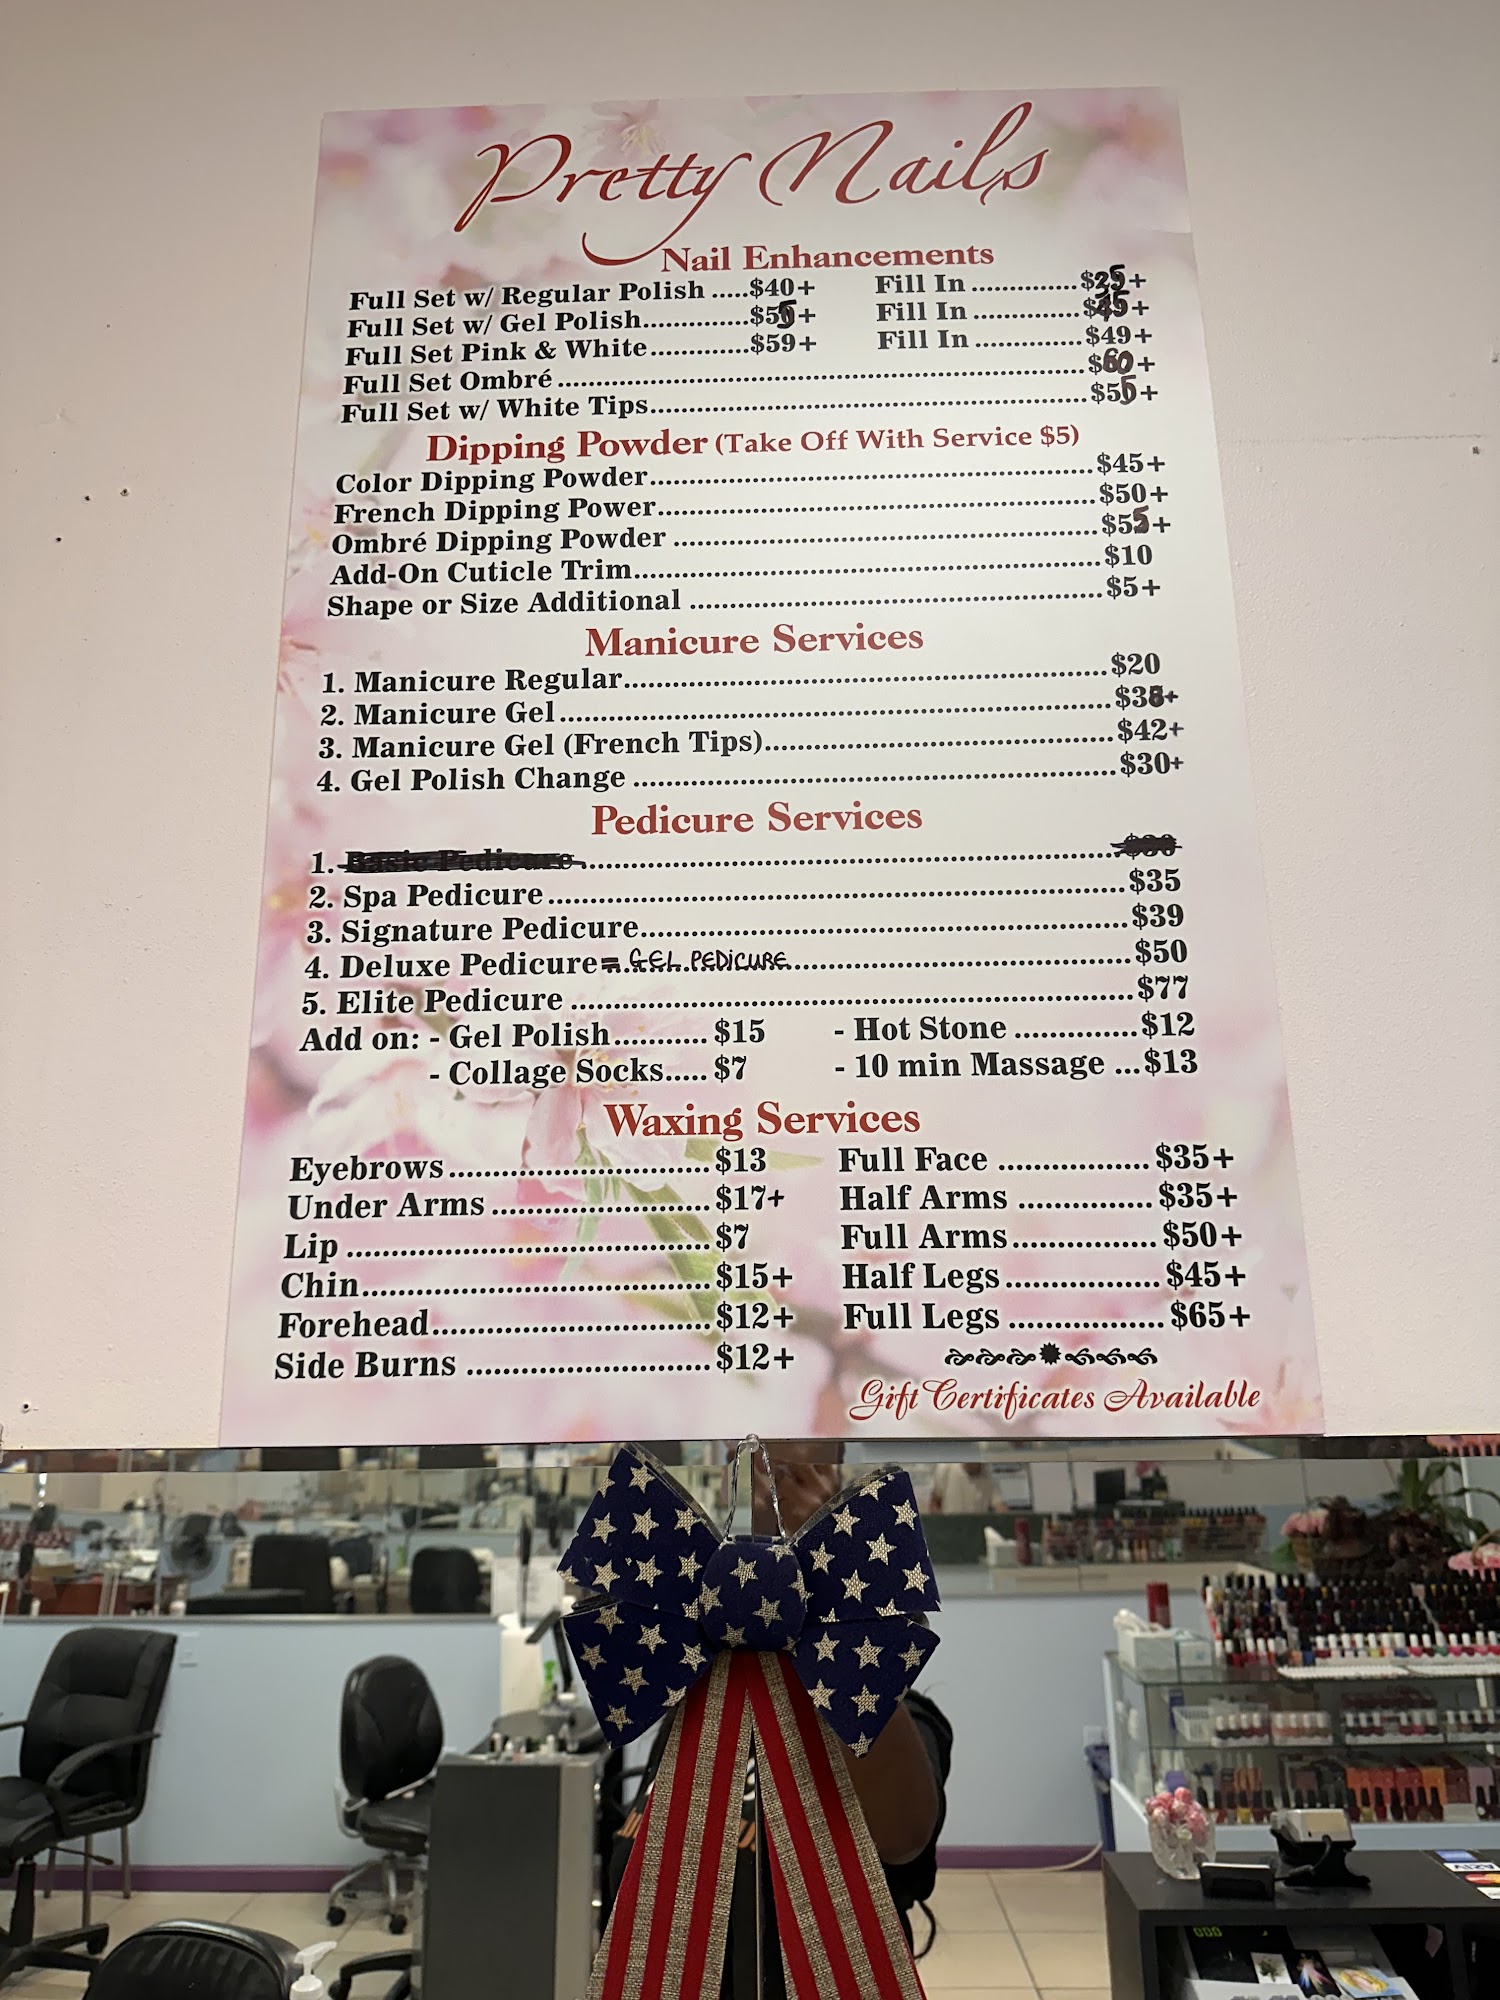 Pretty Nails
Nail Enhancements
Full Set w/ Regular Polish .....$40+ Fill In .............$35+
Full Set w/ Gel Polish...............$55+ Fill In .............$45+
Full Set Pink & White.............$59+ Fill In .............$49+
Full Set Ombré....................$60+
Full Set w/ White Tips....................$55+
Dipping Powder (Take Off With Service $5)
Color Dipping Powder....................$45+
French Dipping Power....................$50+
Ombré Dipping Powder ....................$55+
Add-On Cuticle Trim....................$10
Shape or Size Additional ....................$5+
Manicure Services
1. Manicure Regular....................$20
2. Manicure Gel....................$38+
3. Manicure Gel (French Tips)....................$42+
4. Gel Polish Change ....................$30+
Pedicure Services
1. Basic Pedicure....................$30
2. Spa Pedicure....................$35
3. Signature Pedicure....................$39
4. Deluxe Pedicure = GEL PEDICURE....................$50
5. Elite Pedicure ....................$77
Add on: - Gel Polish........... $15 - Hot Stone .............$12
- Collage Socks..... $7 - 10 min Massage ...$13
Waxing Services
Eyebrows....................$13 Full Face .................$35+
Under Arms ....................$17+ Half Arms ...............$35+
Lip ....................$7 Full Arms................$50+
Chin....................$15+ Half Legs..................$45+
Forehead....................$12+ Full Legs .................$65+
Side Burns ....................$12+
Gift Certificates Available